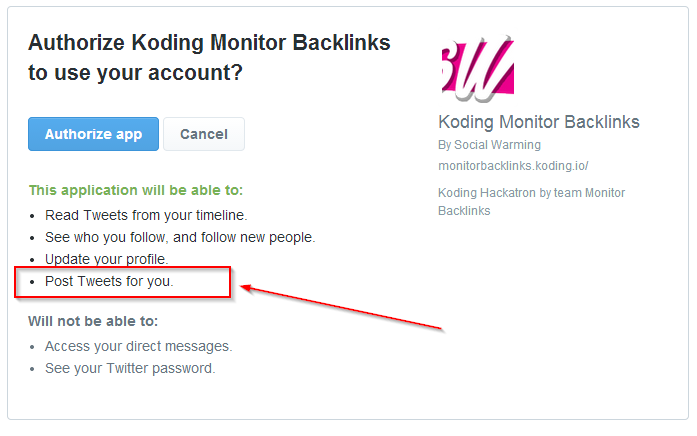 Authorize Koding Monitor Backlinks
to use your account?
Authorize app
Cancel
This application will be able to:
• Read Tweets from your timeline.
• See who you follow, and follow new people.
• Update your profile.
• Post Tweets for you.
Will not be able to:
• Access your direct messages.
• See your Twitter password.
SW
Koding Monitor Backlinks
By Social Warming
monitorbacklinks.koding.io/
Koding Hackatron by team Monitor
Backlinks